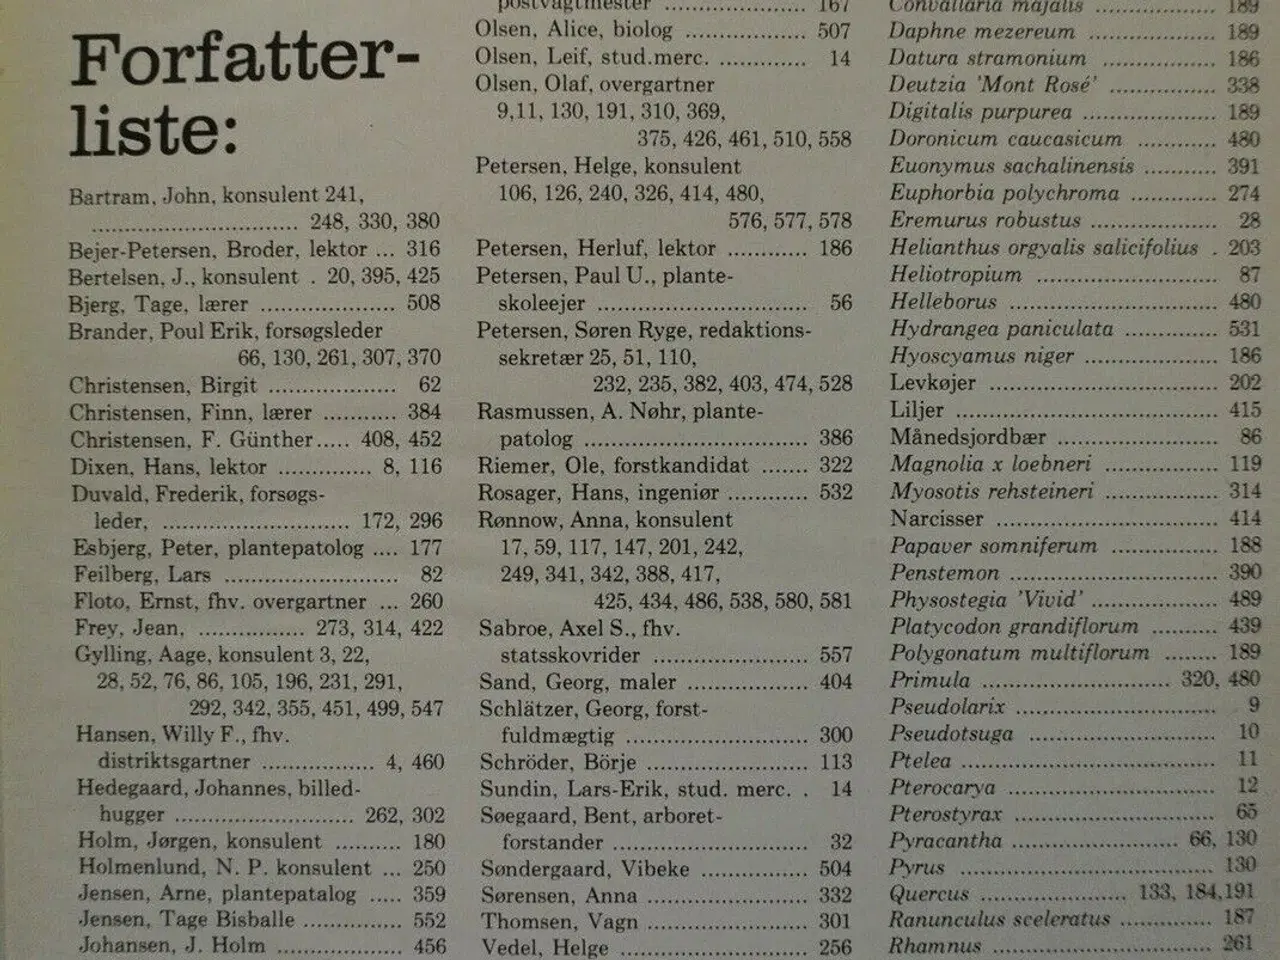 Forfatter-
liste:
Bartram, John, konsulent 241,
.............................. 248, 330, 380
Bejer-Petersen, Broder, lektor ... 316
Bertelsen, J., konsulent . 20, 395, 425
Bjerg, Tage, lærer .................... 508
Brander, Poul Erik, forsøgsleder
66, 130, 261, 307, 370
Christensen, Birgit ................... 62
Christensen, Finn, lærer ........... 384
Christensen, F. Günther..... 408, 452
Dixen, Hans, lektor .............. 8, 116
Duvald, Frederik, forsøgs-
leder, ............................ 172, 296
Esbjerg, Peter, plantepatolog .... 177
Feilberg, Lars .......................... 82
Floto, Ernst, fhv. overgartner ... 260
Frey, Jean, ................ 273, 314, 422
Gylling, Aage, konsulent 3, 22,
28, 52, 76, 86, 105, 196, 231, 291,
292, 342, 355, 451, 499, 547
Hansen, Willy F., fhv.
distriktsgartner ................. 4, 460
Hedegaard, Johannes, billed-
hugger ........................... 262, 302
Holm, Jørgen, konsulent .......... 180
Holmenlund, N. P. konsulent ... 250
Jensen, Arne, plantepatalog ..... 359
Jensen, Tage Bisballe ............... 552
Johansen, J. Holm ................... 456
postvagtmester ..................... 167
Olsen, Alice, biolog .................. 507
Olsen, Leif, stud.merc. ............. 14
Olsen, Olaf, overgartner
9,11, 130, 191, 310, 369,
375, 426, 461, 510, 558
Petersen, Helge, konsulent
106, 126, 240, 326, 414, 480,
576, 577, 578
Petersen, Herluf, lektor ............ 186
Petersen, Paul U., plante-
skoleejer ................................ 56
Petersen, Søren Ryge, redaktions-
sekretær 25, 51, 110,
232, 235, 382, 403, 474, 528
Rasmussen, A. Nøhr, plante-
patolog .................................. 386
Riemer, Ole, forstkandidat ....... 322
Rosager, Hans, ingeniør ............ 532
Rønnow, Anna, konsulent
17, 59, 117, 147, 201, 242,
249, 341, 342, 388, 417,
425, 434, 486, 538, 580, 581
Sabroe, Axel S., fhv.
statsskovrider ....................... 557
Sand, Georg, maler .................. 404
Schlätzer, Georg, forst-
fuldmægtig ........................... 300
Schröder, Börje ........................ 113
Sundin, Lars-Erik, stud. merc. . 14
Søegaard, Bent, arboret-
forstander ............................. 32
Søndergaard, Vibeke ................ 504
Sørensen, Anna ........................ 332
Thomsen, Vagn ........................ 301
Vedel, Helge ............................ 256
Convallaria majalis .................. 189
Daphne mezereum ..................... 189
Datura stramonium ................. 186
Deutzia 'Mont Rosé' ................ 338
Digitalis purpurea .................... 189
Doronicum caucasicum ............ 480
Euonymus sachalinensis ........... 391
Euphorbia polychroma ............. 274
Eremurus robustus ................... 28
Helianthus orgyalis salicifolius . 203
Heliotropium ........................... 87
Helleborus ............................... 480
Hydrangea paniculata .............. 531
Hyoscyamus niger .................... 186
Levkøjer .................................. 202
Liljer ....................................... 415
Månedsjordbær ........................ 86
Magnolia x loebneri ................. 119
Myosotis rehsteineri ................. 314
Narcisser ................................. 414
Papaver somniferum ................ 188
Penstemon ............................... 390
Physostegia 'Vivid' ................... 489
Platycodon grandiflorum .......... 439
Polygonatum multiflorum ........ 189
Primula ............................ 320, 480
Pseudolarix .............................. 9
Pseudotsuga ............................ 10
Ptelea ...................................... 11
Pterocarya ............................... 12
Pterostyrax .............................. 65
Pyracantha ......................... 66, 130
Pyrus ...................................... 130
Quercus ....................... 133, 184,191
Ranunculus sceleratus .............. 187
Rhamnus ................................. 261